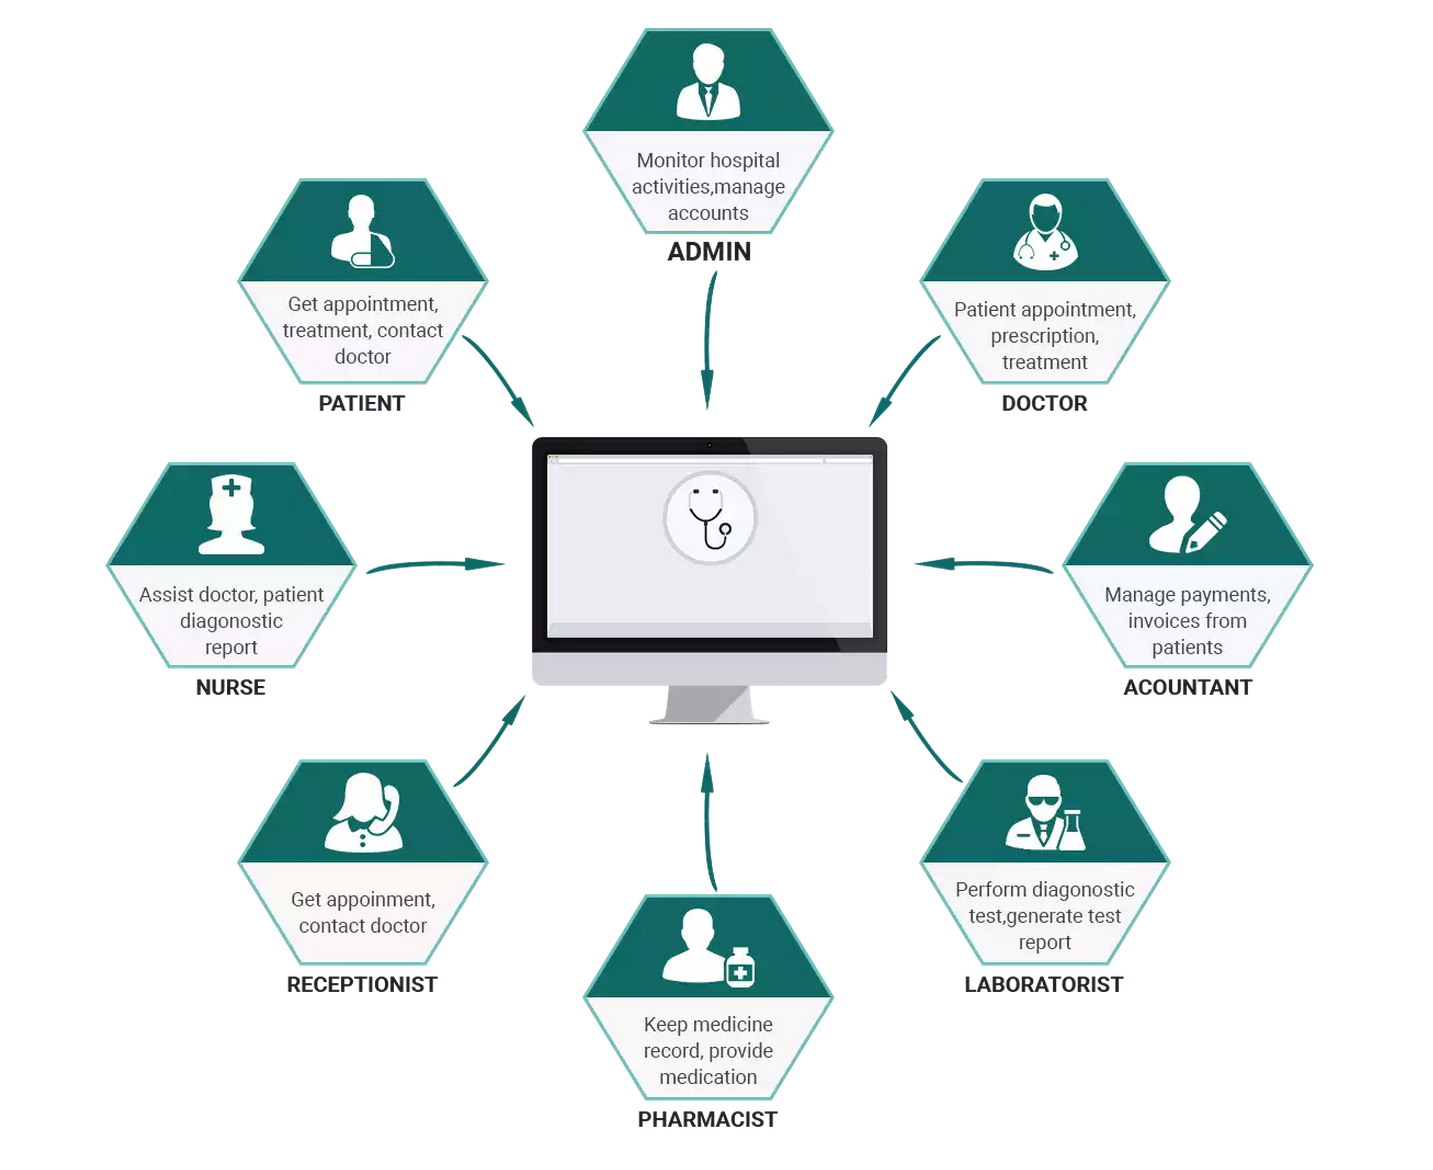 Monitor hospital
activities,manage
accounts
ADMIN
Get appointment,
treatment, contact
doctor
PATIENT
Patient appointment,
prescription,
treatment
DOCTOR
Assist doctor, patient
diagonostic
report
NURSE
Manage payments,
invoices from
patients
ACOUNTANT
Get appoinment,
contact doctor
RECEPTIONIST
Perform diagonostic
test,generate test
report
LABORATORIST
Keep medicine
record, provide
medication
PHARMACIST